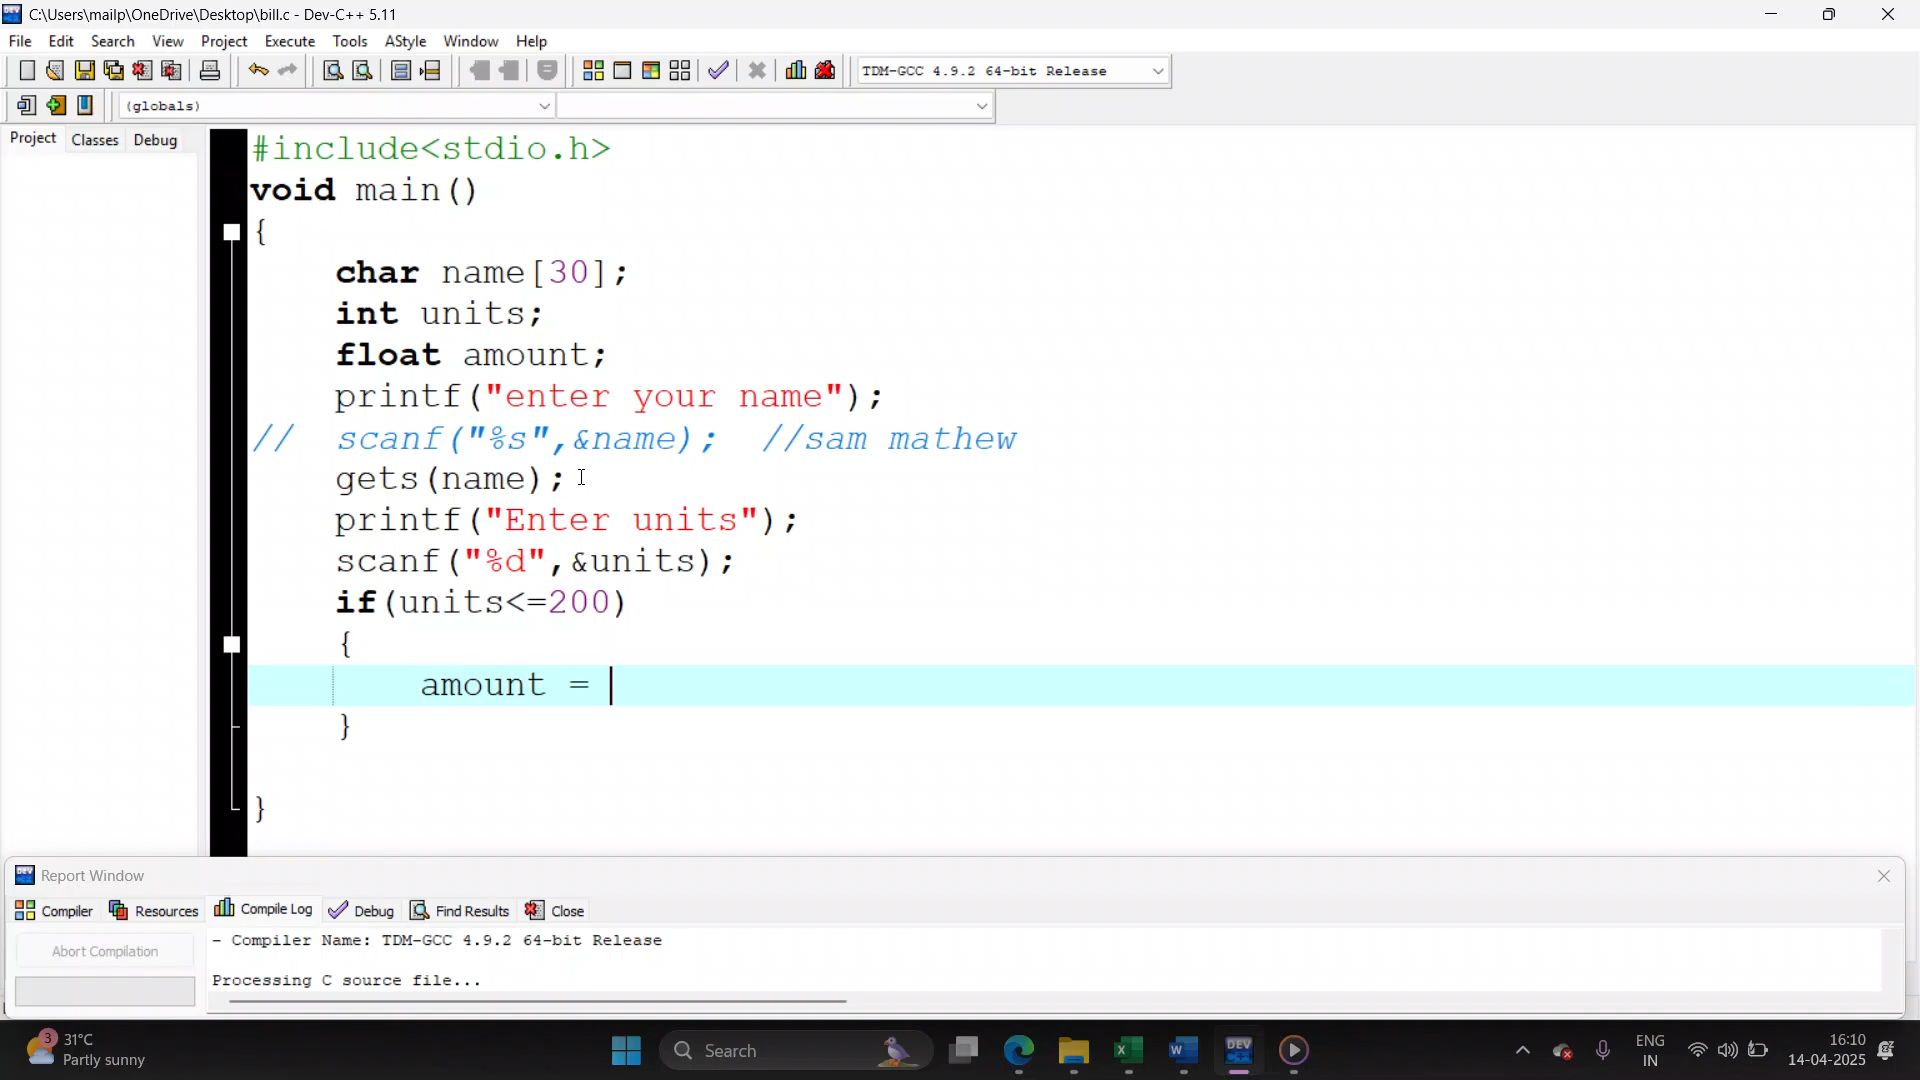 C:\Users\mailp\OneDrive\Desktop\bill.c - Dev-C++ 5.11
File Edit Search View Project Execute Tools AStyle Window Help
TDM-GCC 4.9.2 64-bit Release
(globals)
Project Classes Debug
#include<stdio.h>
void main()
{
char name[30];
int units;
float amount;
printf("enter your name");
// scanf("%s",&name); //sam mathew
gets(name);
printf("Enter units");
scanf("%d",&units);
if(units<=200)
{
amount =
}
}
Report Window
Compiler Resources Compile Log Debug Find Results Close
Abort Compilation
- Compiler Name: TDM-GCC 4.9.2 64-bit Release
Processing C source file...
3 31°C
Partly sunny
Search
DEV
ENG
IN
16:10
14-04-2025